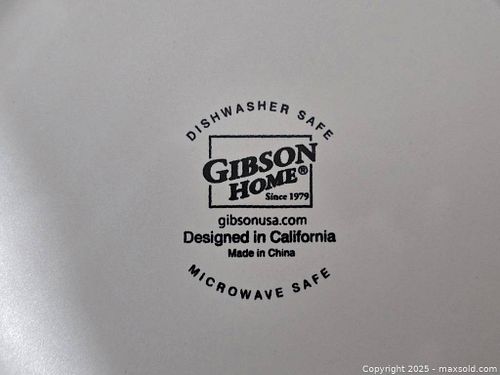 DISHWASHER SAFE
GIBSON
HOME®
Since 1979
gibsonusa.com
Designed in California
Made in China
MICROWAVE SAFE
Copyright 2025 - maxsold.com